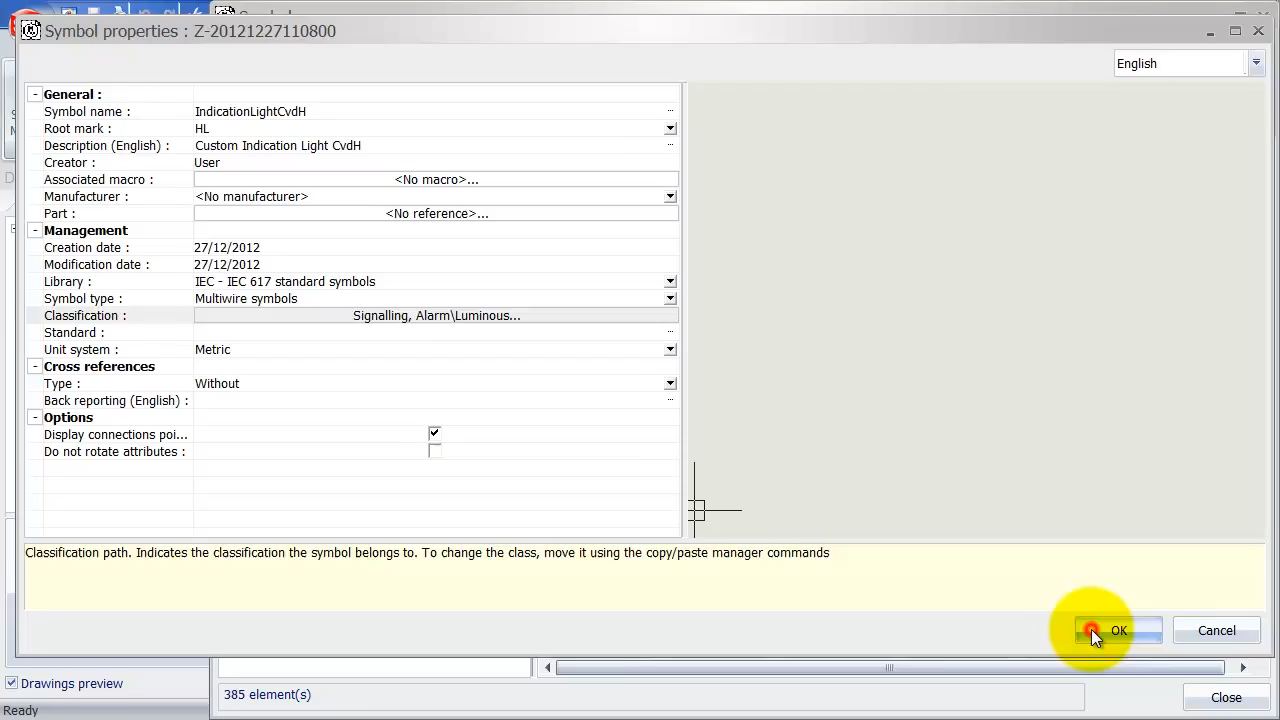 Symbol properties : Z-20121227110800
English
General :
Symbol name : IndicationLightCvdH
Root mark : HL
Description (English) : Custom Indication Light CvdH
Creator : User
Associated macro : <No macro>...
Manufacturer : <No manufacturer>
Part : <No reference>...
Management
Creation date : 27/12/2012
Modification date : 27/12/2012
Library : IEC - IEC 617 standard symbols
Symbol type : Multiwire symbols
Classification : Signalling, Alarm\Luminous...
Standard :
Unit system : Metric
Cross references
Type : Without
Back reporting (English) :
Options
Display connections poi...
Do not rotate attributes :
Classification path. Indicates the classification the symbol belongs to. To change the class, move it using the copy/paste manager commands
OK Cancel
Drawings preview
385 element(s)
Close
Ready